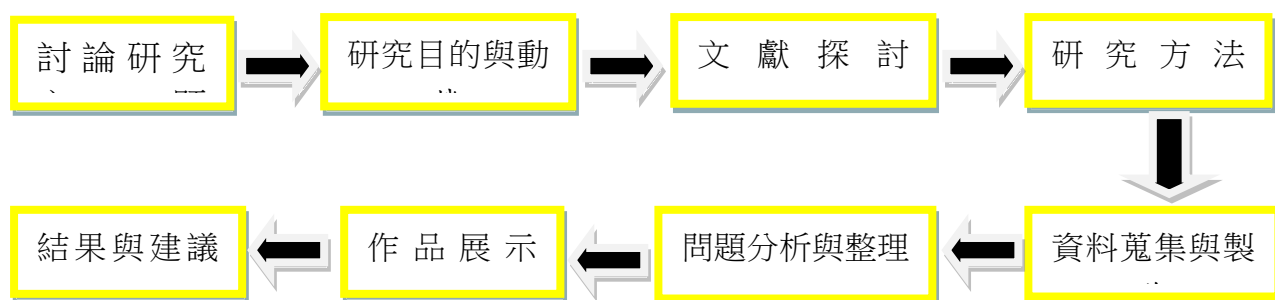 討論研究
研究目的與動
文獻探討
研究方法
資料蒐集與製
問題分析與整理
作品展示
結果與建議